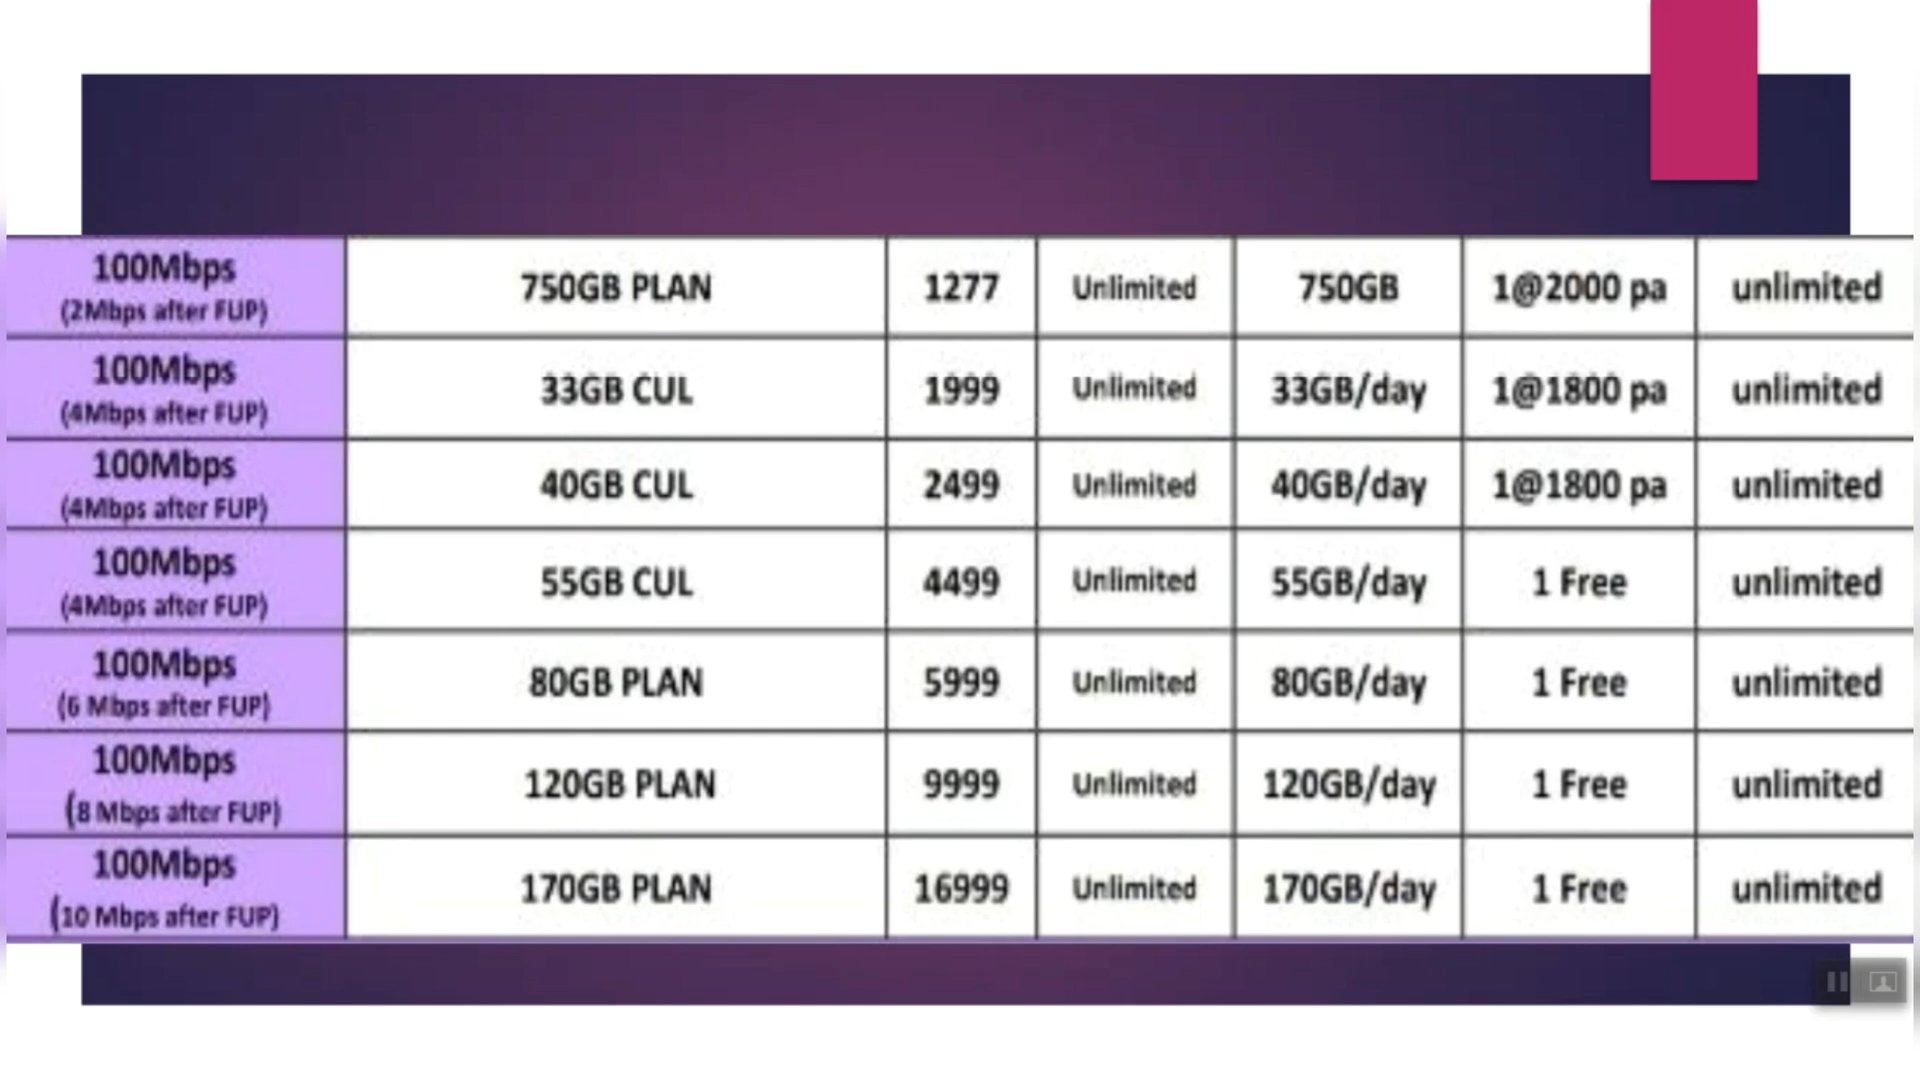 100Mbps
(2Mbps after FUP)
750GB PLAN
1277
Unlimited
750GB
1@2000 pa
unlimited
100Mbps
(4Mbps after FUP)
33GB CUL
1999
Unlimited
33GB/day
1@1800 pa
unlimited
100Mbps
(4Mbps after FUP)
40GB CUL
2499
Unlimited
40GB/day
1@1800 pa
unlimited
100Mbps
(4Mbps after FUP)
55GB CUL
4499
Unlimited
55GB/day
1 Free
unlimited
100Mbps
(6 Mbps after FUP)
80GB PLAN
5999
Unlimited
80GB/day
1 Free
unlimited
100Mbps
(8 Mbps after FUP)
120GB PLAN
9999
Unlimited
120GB/day
1 Free
unlimited
100Mbps
(10 Mbps after FUP)
170GB PLAN
16999
Unlimited
170GB/day
1 Free
unlimited